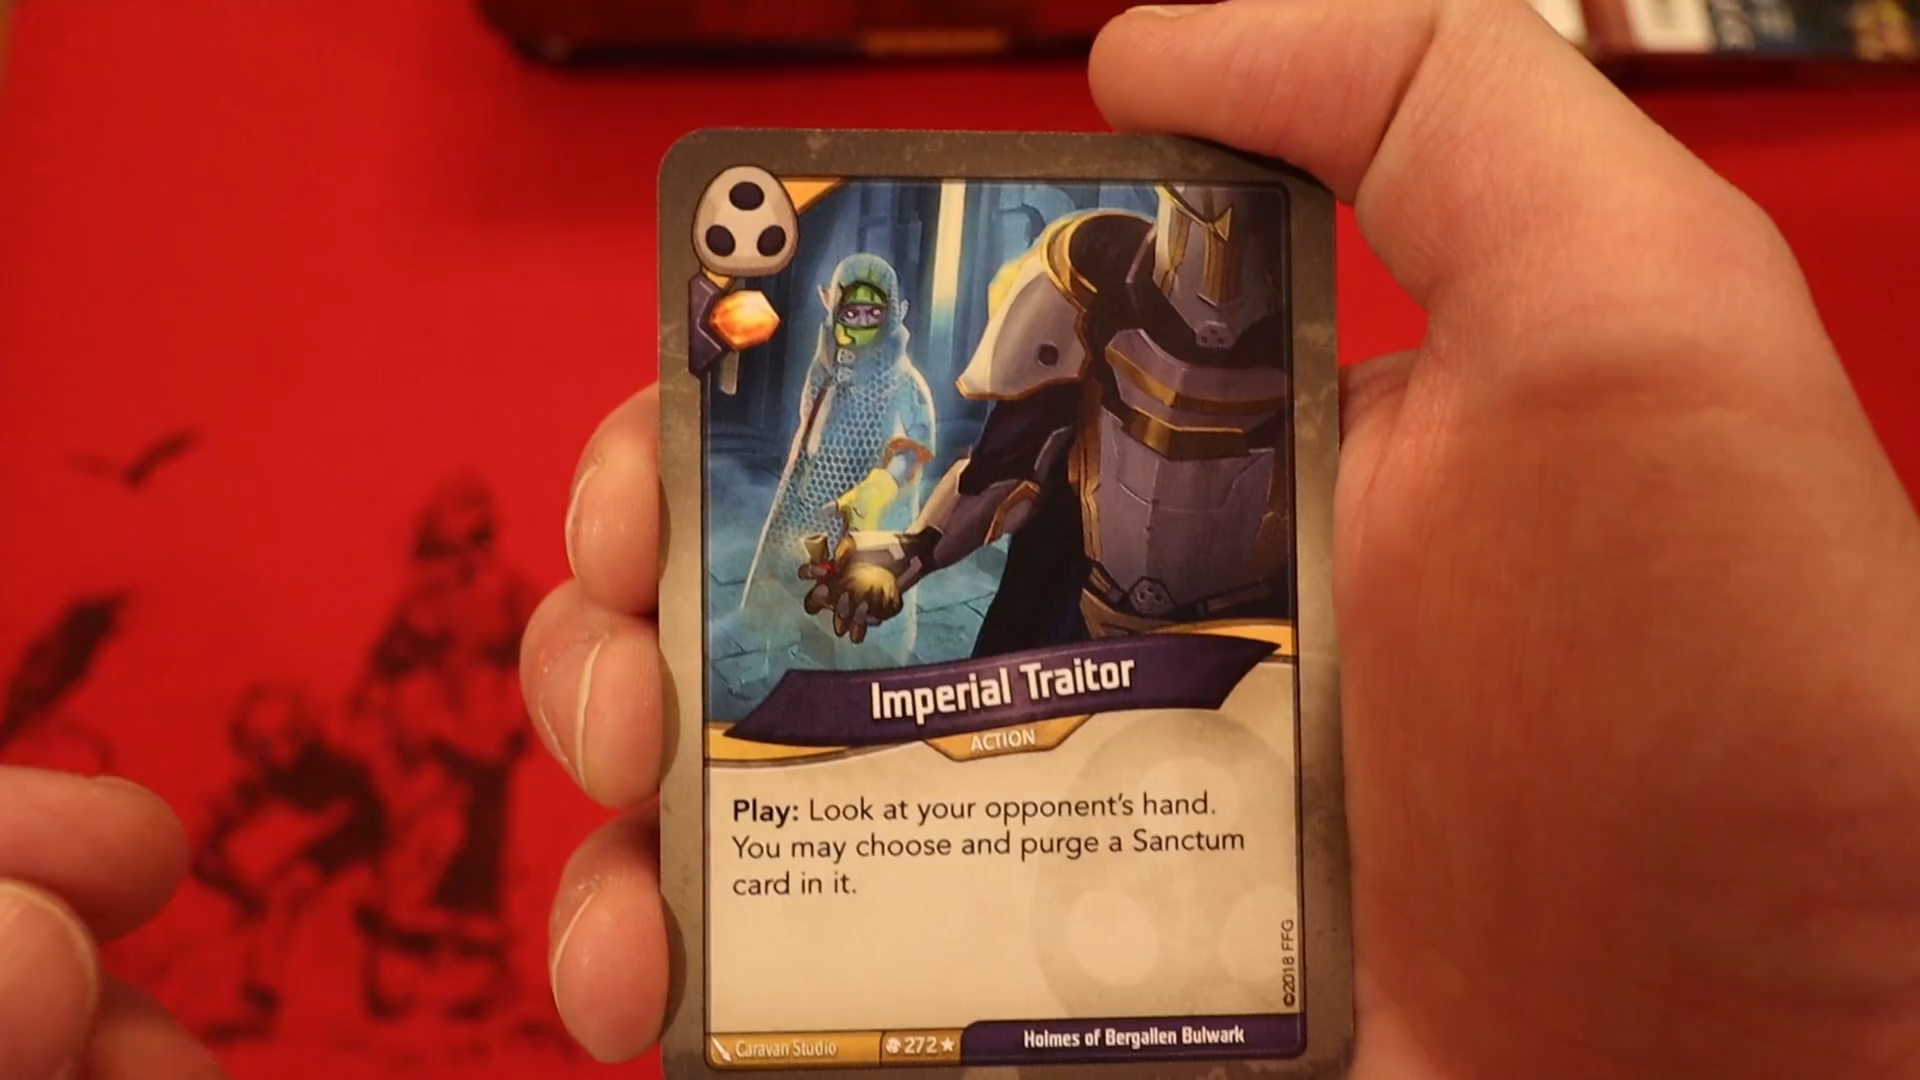 Imperial Traitor
ACTION
Play: Look at your opponent's hand.
You may choose and purge a Sanctum
card in it.
©2018 FFG
Caravan Studio
272★
Holmes of Bergallen Bulwark